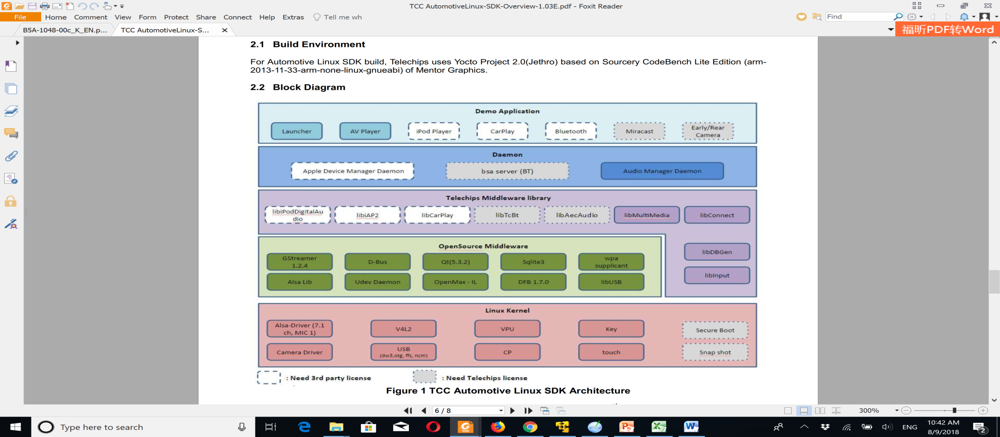 TCC AutomotiveLinux-SDK-Overview-1.03E.pdf - Foxit Reader
File Home Comment View Form Protect Share Connect Help Extras Tell me wh Find
B5A-1048-00c_K_EN.p... TCC AutomotiveLinux-S... 福昕PDF转Word
2.1 Build Environment
For Automotive Linux SDK build, Telechips uses Yocto Project 2.0(Jethro) based on Sourcery CodeBench Lite Edition (arm-
2013-11-33-arm-none-linux-gnueabi) of Mentor Graphics.
2.2 Block Diagram
Demo Application
Launcher
AV Player
iPod Player
CarPlay
Bluetooth
Miracast
Early/Rear
Camera
Daemon
Apple Device Manager Daemon
bsa server (BT)
Audio Manager Daemon
Telechips Middleware library
libiPodDigitalAu
dio
libiAP2
libCarPlay
libTcBt
libAecAudio
libMultiMedia
libConnect
libDBGen
libInput
OpenSource Middleware
GStreamer
1.2.4
D-Bus
Qt(5.3.2)
Sqlite3
wpa
supplicant
Alsa Lib
Udev Daemon
OpenMax - IL
DFB 1.7.0
libUSB
Linux Kernel
Alsa-Driver (7.1
ch, MIC 1)
V4L2
VPU
Key
Secure Boot
Camera Driver
USB
(dw3,otg, ffs, ncm)
CP
touch
Snap shot
: Need 3rd party license
: Need Telechips license
Figure 1 TCC Automotive Linux SDK Architecture
6 / 8
300%
Type here to search
ENG
10:42 AM
8/9/2018
2